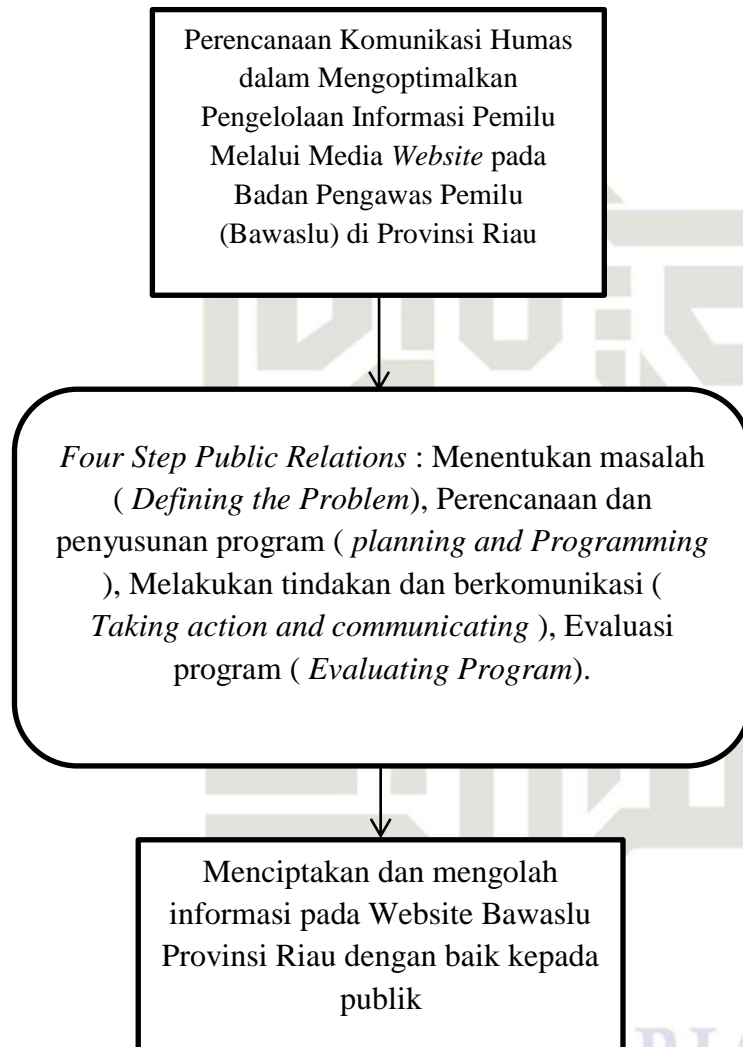 Perencanaan Komunikasi Humas
dalam Mengoptimalkan
Pengelolaan Informasi Pemilu
Melalui Media Website pada
Badan Pengawas Pemilu
(Bawaslu) di Provinsi Riau
Four Step Public Relations : Menentukan masalah
( Defining the Problem), Perencanaan dan
penyusunan program ( planning and Programming
), Melakukan tindakan dan berkomunikasi (
Taking action and communicating ), Evaluasi
program ( Evaluating Program).
Menciptakan dan mengolah
informasi pada Website Bawaslu
Provinsi Riau dengan baik kepada
publik